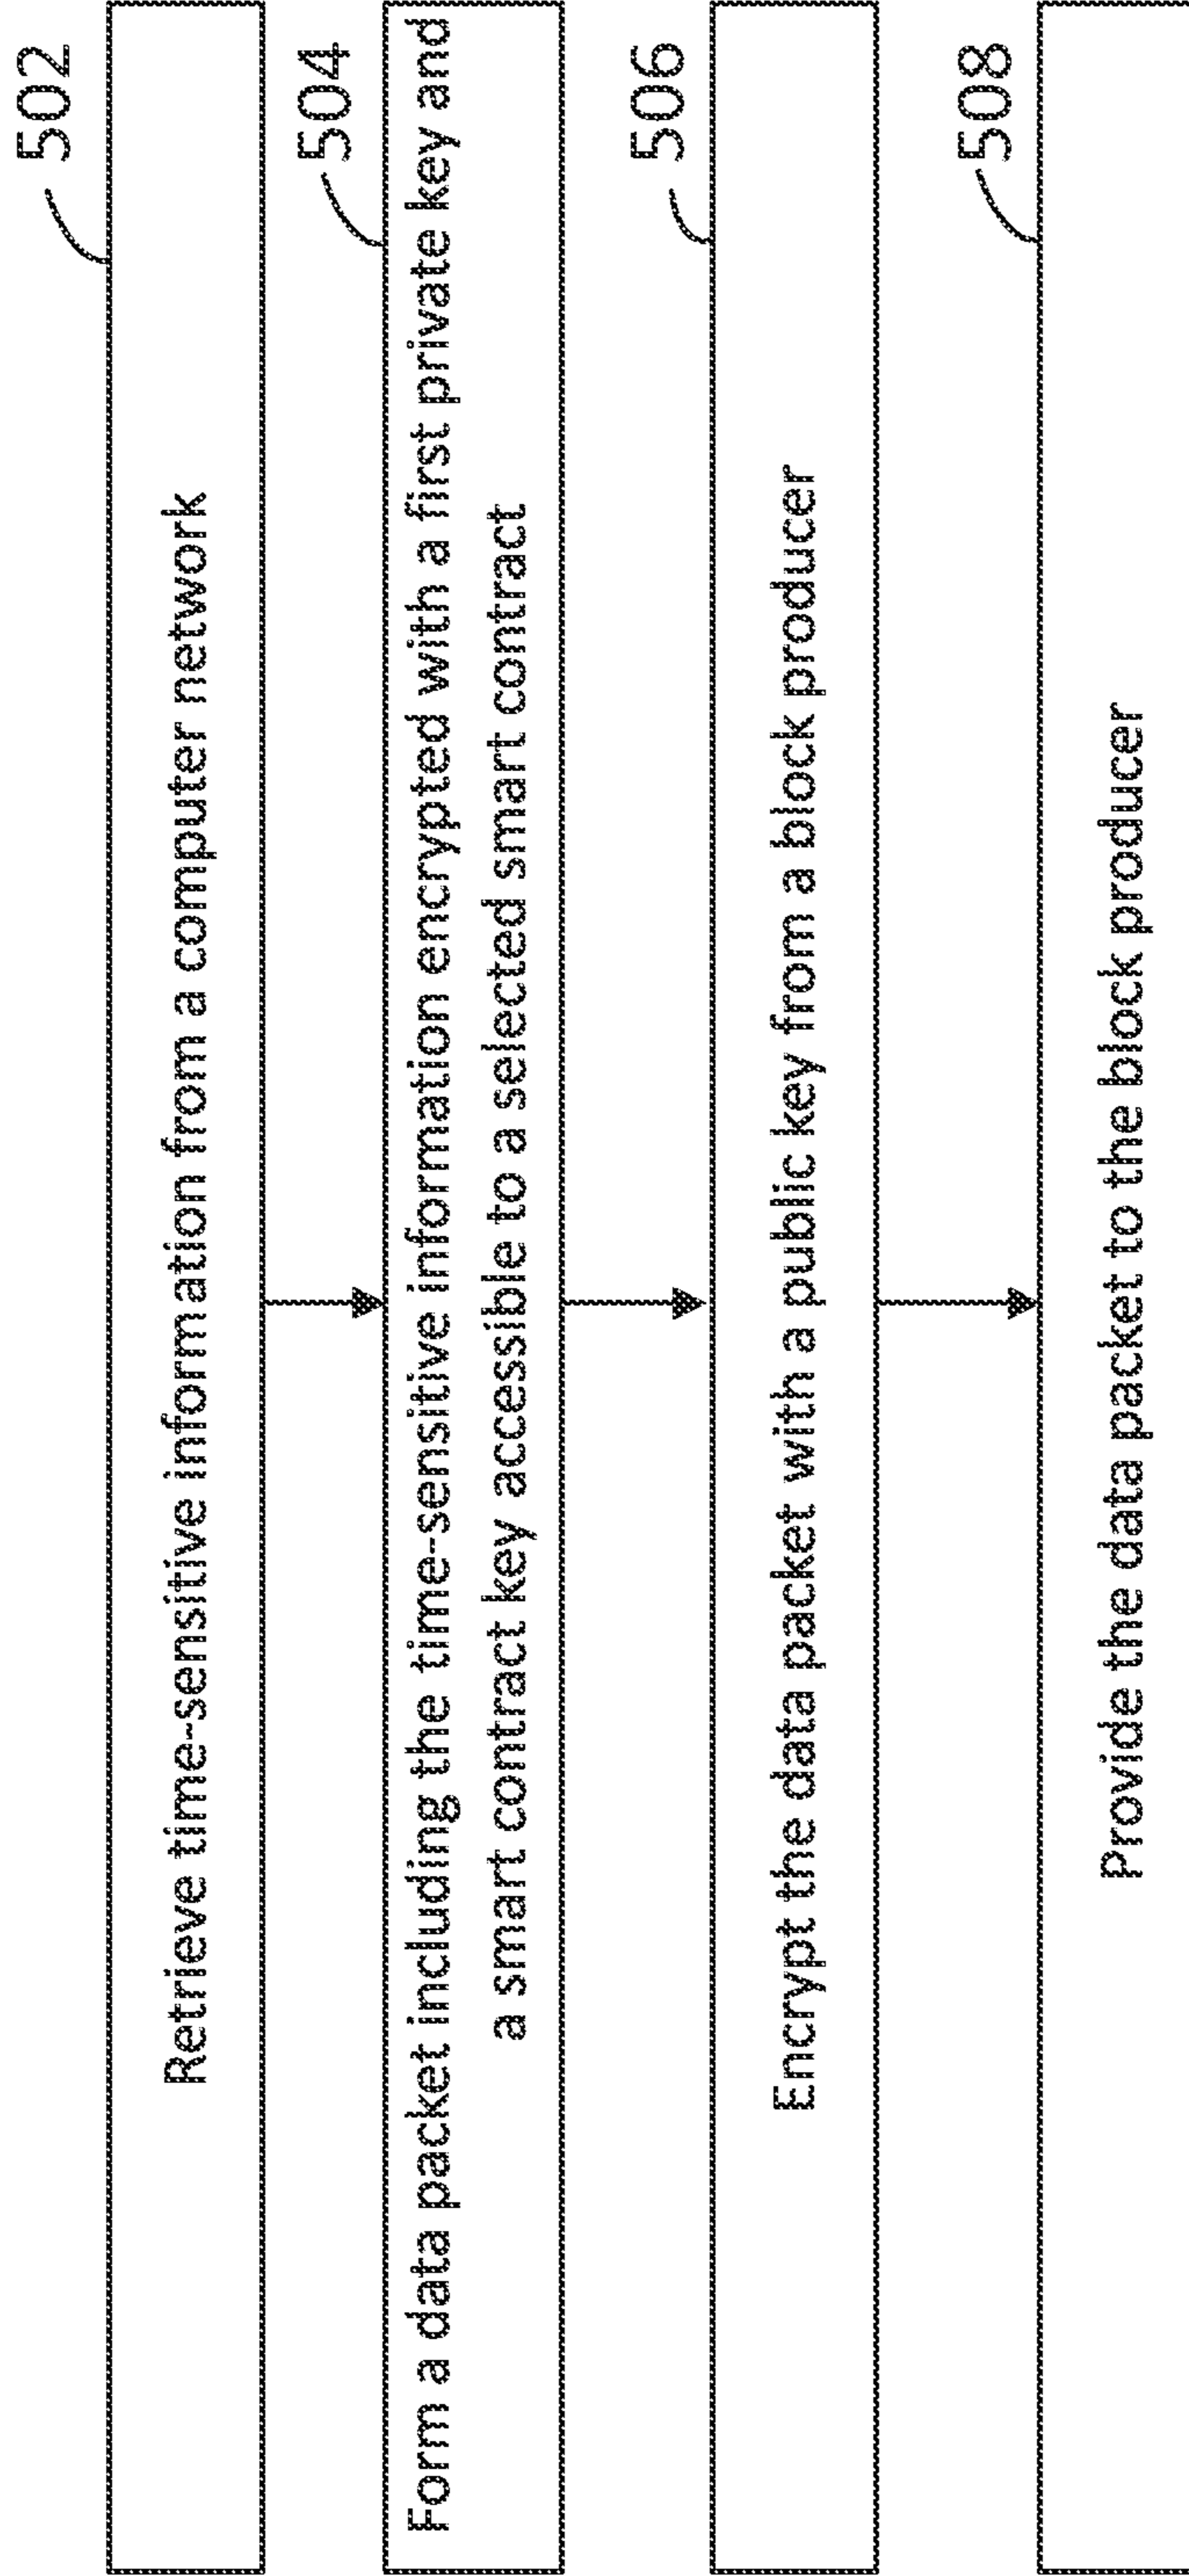 502
Retrieve time-sensitive information from a computer network
504
Form a data packet including the time-sensitive information encrypted with a first private key and
a smart contract key accessible to a selected smart contract
506
Encrypt the data packet with a public key from a block producer
508
Provide the data packet to the block producer